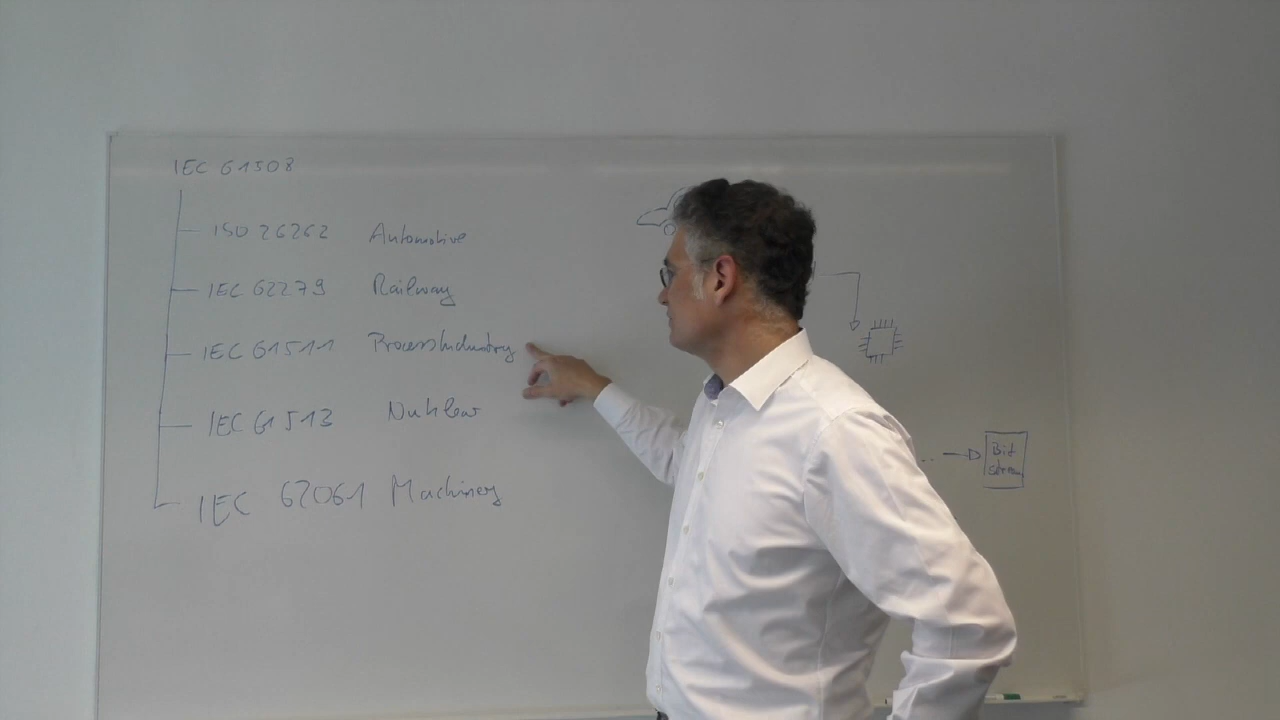 IEC 61508
ISO 26262 Automotive
IEC 62279 Railway
IEC 61511 Processindustry
IEC 61513 Nuklear
IEC 62061 Machinery
Bit
stream